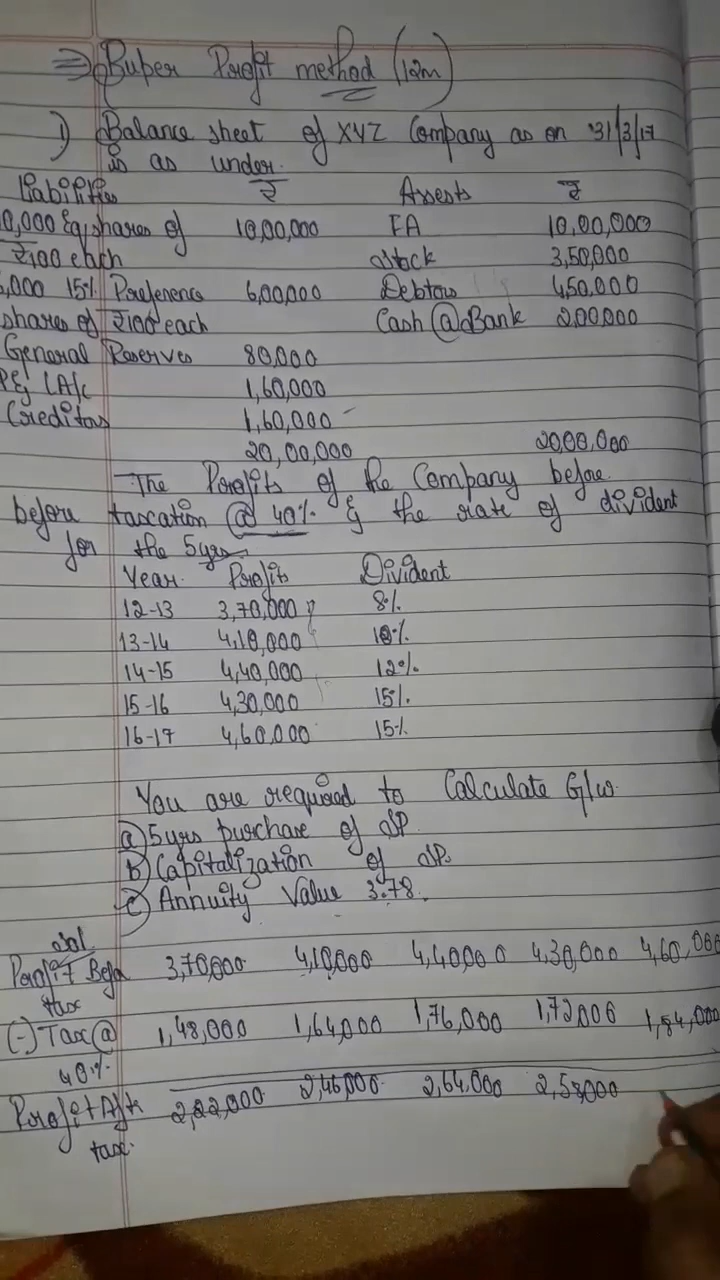 ⇒ Super Profit method (12m)
1) Balance sheet of XYZ Company as on 31/3/17
is as under.
Liabilities ₹ Assests ₹
0,000 Eq shares of 10,00,000 FA 10,00,000
₹100 each Stock 3,50,000
,000 15% Preference 6,00,000 Debtors 4,50,000
shares of ₹100 each Cash @ Bank 2,00,000
General Reserves 80,000
P&L A/c 1,60,000
Creditors 1,60,000
20,00,000 2000,000
The Profits of the Company before
before taxation @ 40% & the rate of divident
for the 5yrs
Year Profits Divident
12-13 3,70,000 8%
13-14 4,10,000 10%
14-15 4,40,000 12%
15-16 4,30,000 15%
16-17 4,60,000 15%
You are required to Calculate G/w.
a) 5yrs purchase of SP
b) Capitalization of SP.
c) Annuity Value 3.78.
Sol
Profit Befo 3,70,000 4,10,000 4,40,000 4,30,000 4,60,000
tax
(-) Tax @ 1,48,000 1,64,000 1,76,000 1,72,000 1,84,000
40%
Profit Aft 2,22,000 2,46,000 2,64,000 2,58,000
tax.